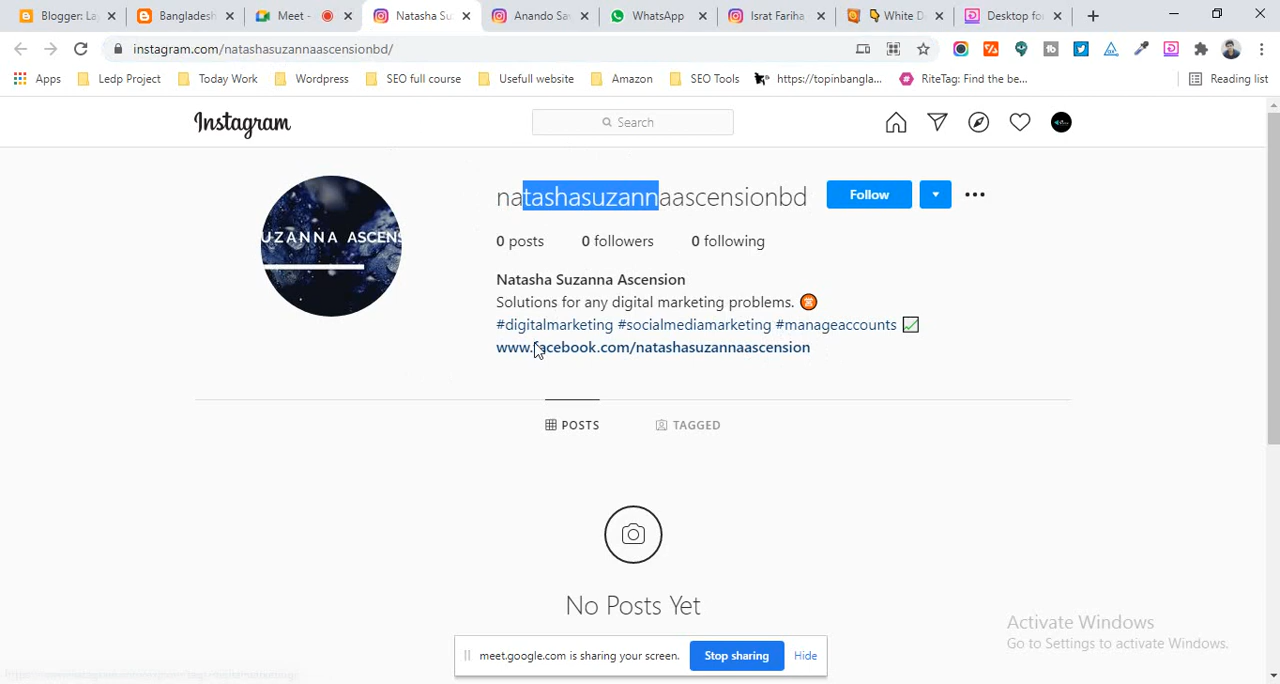 Blogger: La
Bangladesh
Meet -
Natasha Su
Anando Sa
WhatsApp
Israt Fariha
White D
Desktop fo
instagram.com/natashasuzannaascensionbd/
Apps
Ledp Project
Today Work
Wordpress
SEO full course
Usefull website
Amazon
SEO Tools
https://topinbangla...
RiteTag: Find the be...
Reading list
Instagram
Search
natashasuzannaascensionbd
Follow
0 posts
0 followers
0 following
Natasha Suzanna Ascension
Solutions for any digital marketing problems.
#digitalmarketing #socialmediamarketing #manageaccounts
www.facebook.com/natashasuzannaascension
UZANNA ASCENS
POSTS
TAGGED
No Posts Yet
Activate Windows
Go to Settings to activate Windows.
meet.google.com is sharing your screen.
Stop sharing
Hide